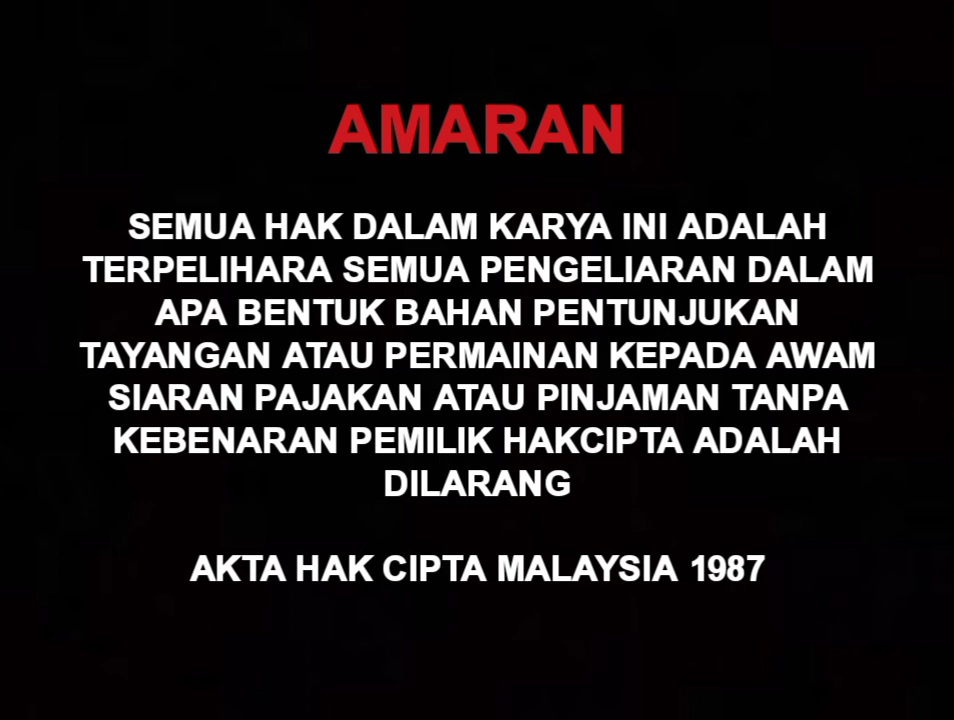 AMARAN
SEMUA HAK DALAM KARYA INI ADALAH
TERPELIHARA SEMUA PENGELIARAN DALAM
APA BENTUK BAHAN PENTUNJUKAN
TAYANGAN ATAU PERMAINAN KEPADA AWAM
SIARAN PAJAKAN ATAU PINJAMAN TANPA
KEBENARAN PEMILIK HAKCIPTA ADALAH
DILARANG
AKTA HAK CIPTA MALAYSIA 1987